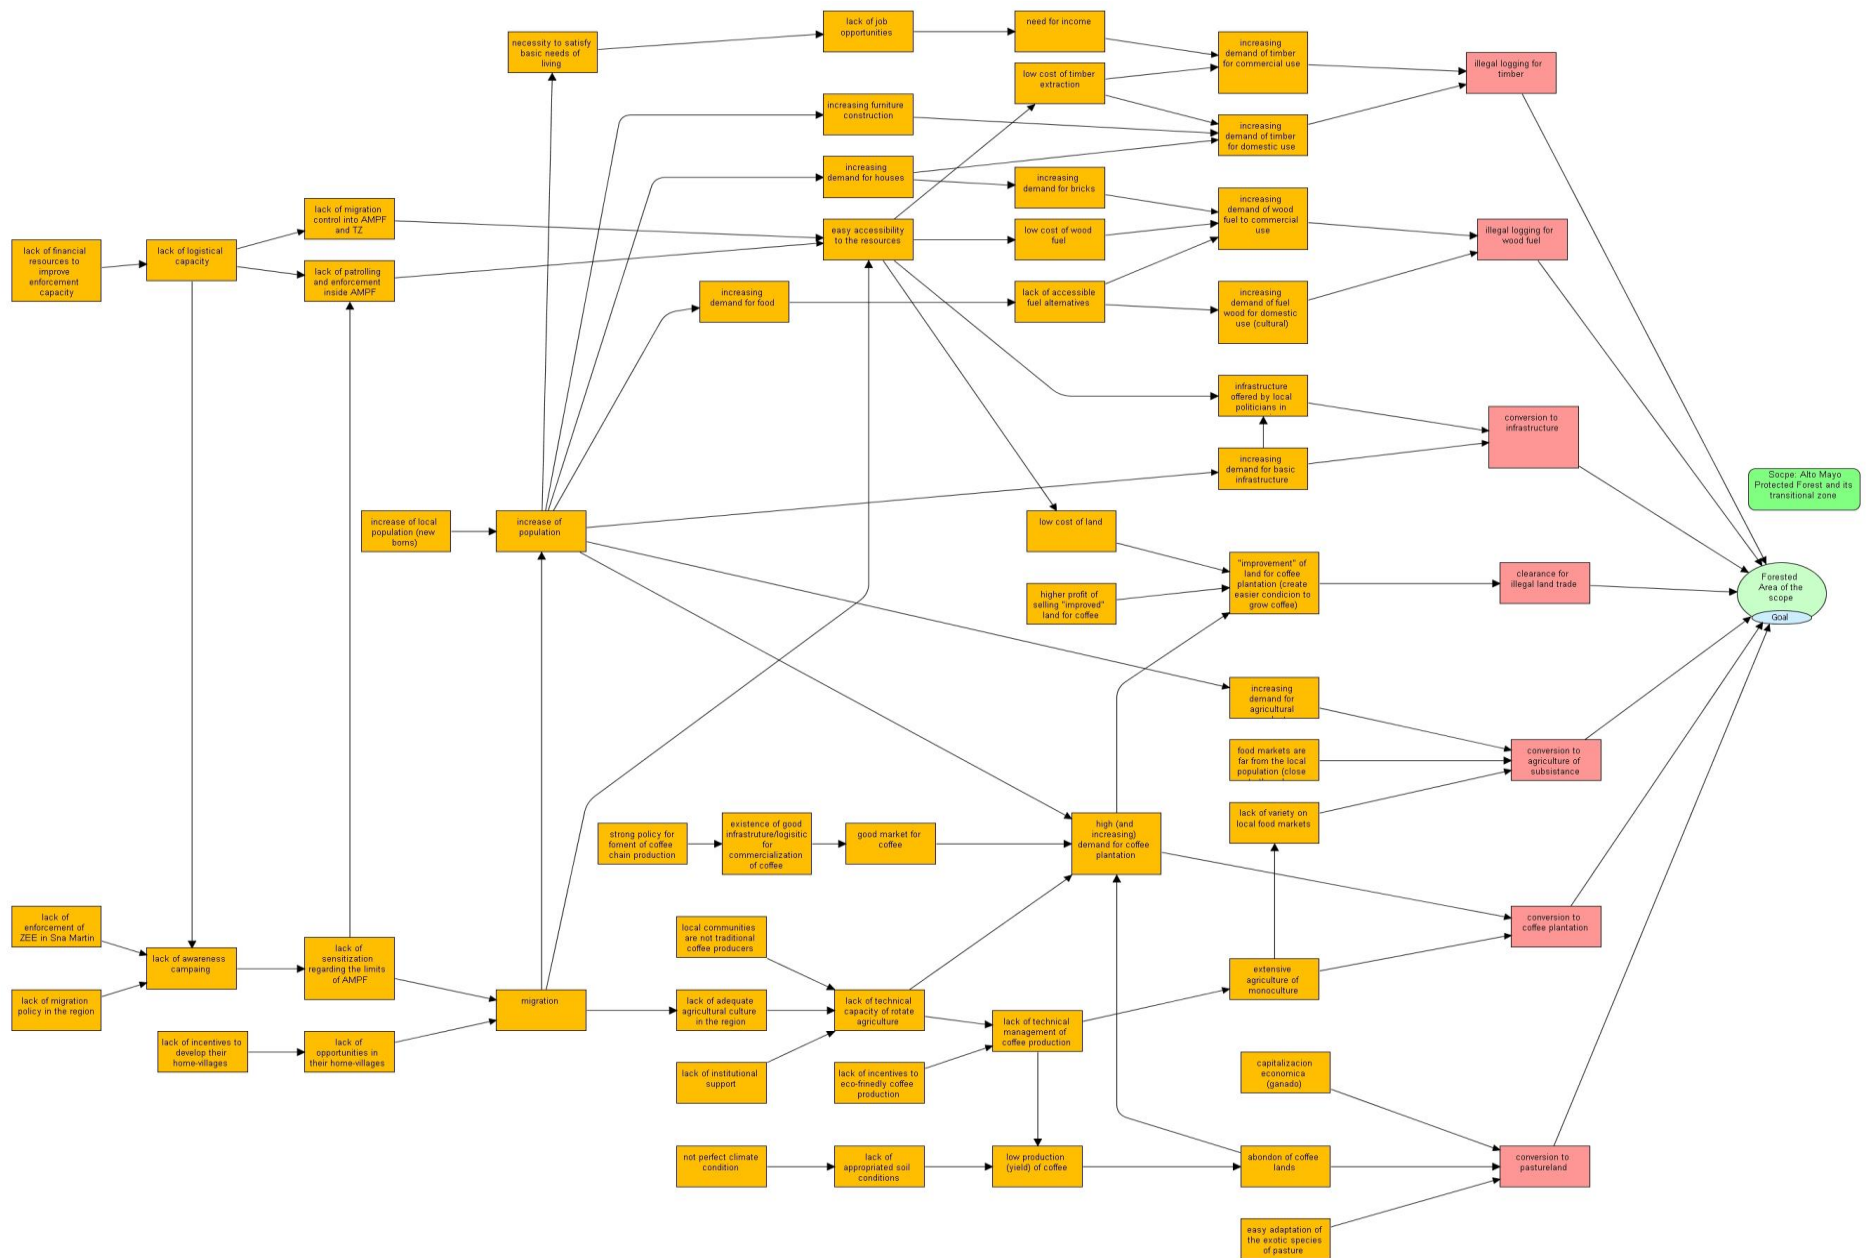 lack of job
opportunities
need for income
necessity to satisfy
basic needs of
living
increasing
demand of timber
for commercial use
illegal logging for
timber
low cost of timber
extraction
increasing furniture
construction
increasing
demand of timber
for domestic use
increasing
demand for houses
increasing
demand for bricks
increasing
demand of wood
fuel to commercial
use
lack of migration
control into AMPF
and TZ
easy accessibility
to the resources
low cost of wood
fuel
illegal logging for
wood fuel
lack of financial
resources to
improve
enforcement
capacity
lack of logistical
capacity
lack of patrolling
and enforcement
inside AMPF
increasing
demand for food
lack of accessible
fuel alternatives
increasing
demand of fuel
wood for domestic
use (cultural)
infrastructure
offered by local
politicians in
conversion to
infrastructure
increasing
demand for basic
infrastructure
Socpe: Alto Mayo
Protected Forest and its
transitional zone
increase of local
population (new
borns)
increase of
population
low cost of land
"improvement" of
land for coffee
plantation (create
easier condicion to
grow coffee)
clearance for
illegal land trade
Forested
Area of the
scope
Goal
higher profit of
selling "improved"
land for coffee
increasing
demand for
agricultural
food markets are
far from the local
population (close
conversion to
agriculture of
subsistance
lack of variety on
local food markets
strong policy for
foment of coffee
chain production
existence of good
infrastruture/logisitic
for
commercialization
of coffee
good market for
coffee
high (and
increasing)
demand for coffee
plantation
lack of
enforcement of
ZEE in Sna Martin
local communities
are not traditional
coffee producers
conversion to
coffee plantation
lack of awareness
campaing
lack of
sensitization
regarding the limits
of AMPF
extensive
agriculture of
monoculture
lack of migration
policy in the region
migration
lack of adequate
agricultural culture
in the region
lack of technical
capacity of rotate
agriculture
lack of technical
management of
coffee production
lack of incentives to
develop their
home-villages
lack of
opportunities in
their home-villages
lack of institutional
support
lack of incentives to
eco-frinedly coffee
production
capitalizacion
economica
(ganado)
not perfect climate
condition
lack of
appropriated soil
conditions
low production
(yield) of coffee
abondon of coffee
lands
conversion to
pastureland
easy adaptation of
the exotic species
of pasture